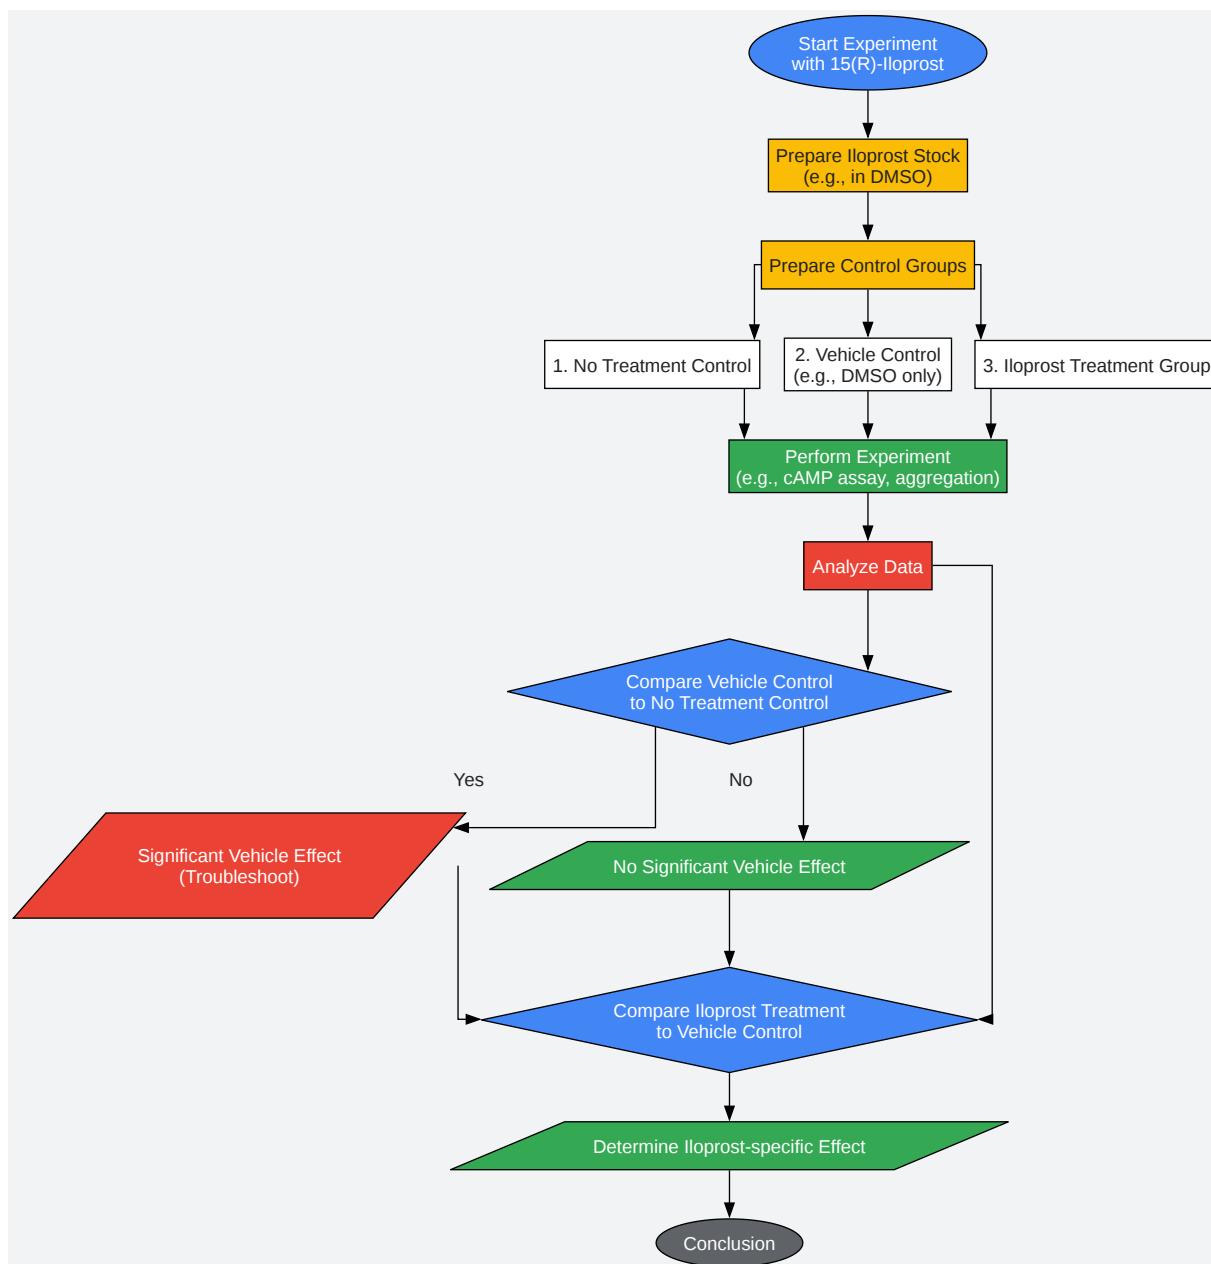 Start Experiment
with 15(R)-Iloprost
Prepare Iloprost Stock
(e.g., in DMSO)
Prepare Control Groups
1. No Treatment Control
2. Vehicle Control
(e.g., DMSO only)
3. Iloprost Treatment Group
Perform Experiment
(e.g., cAMP assay, aggregation)
Analyze Data
Compare Vehicle Control
to No Treatment Control
Yes
No
Significant Vehicle Effect
(Troubleshoot)
No Significant Vehicle Effect
Compare Iloprost Treatment
to Vehicle Control
Determine Iloprost-specific Effect
Conclusion